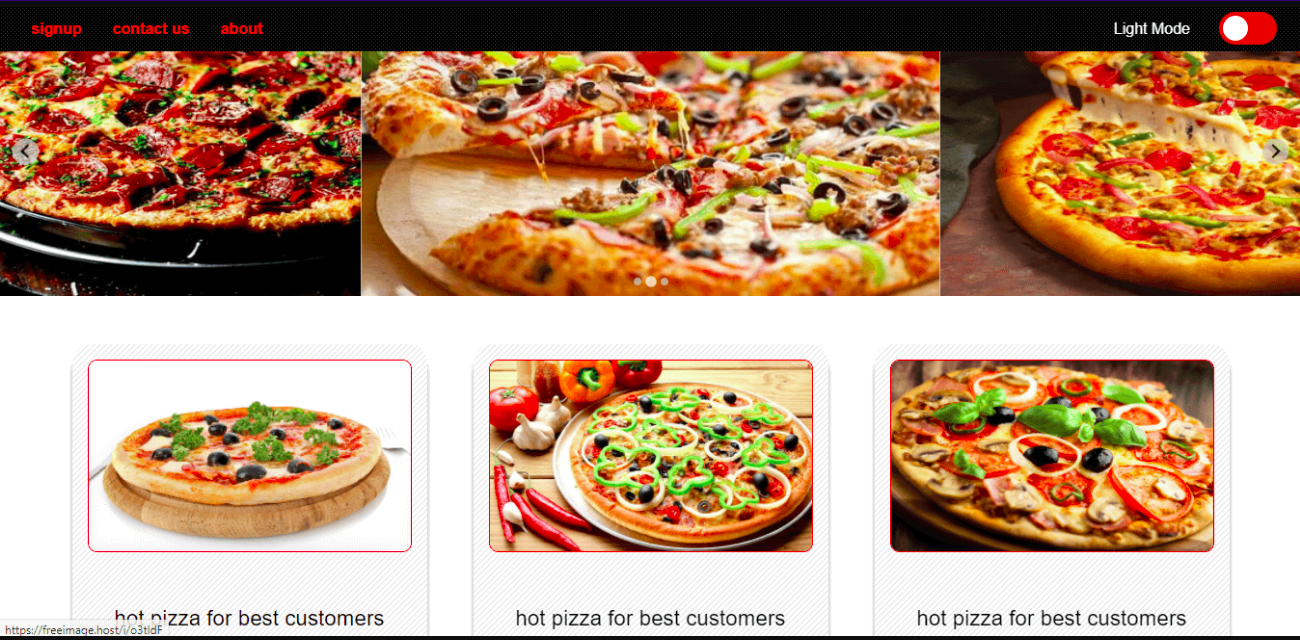 signup contact us about Light Mode
hot pizza for best customers hot pizza for best customers hot pizza for best customers
https://freeimage.host/i/o3tldF